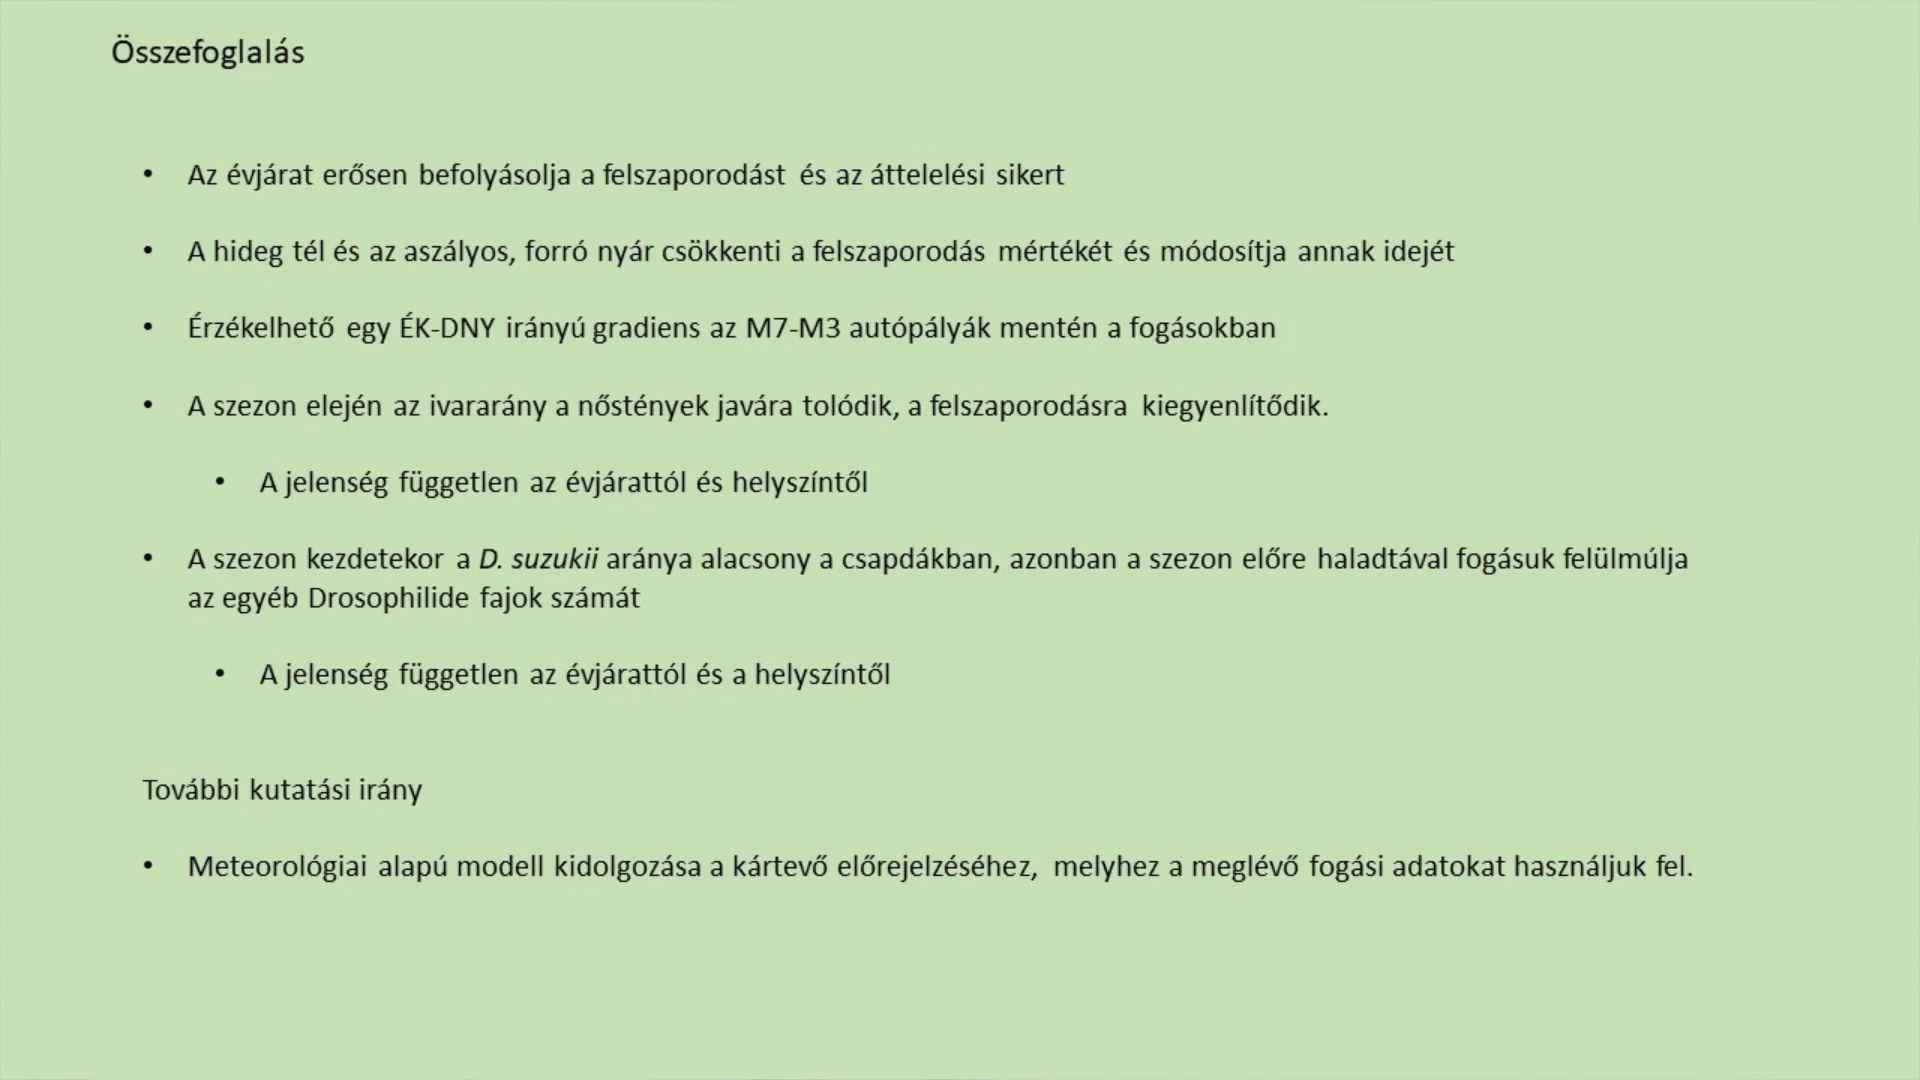 Összefoglalás
• Az évjárat erősen befolyásolja a felszaporodást és az áttelelési sikert
• A hideg tél és az aszályos, forró nyár csökkenti a felszaporodás mértékét és módosítja annak idejét
• Érzékelhető egy ÉK-DNY irányú gradiens az M7-M3 autópályák mentén a fogásokban
• A szezon elején az ivararány a nőstények javára tolódik, a felszaporodásra kiegyenlítődik.
• A jelenség független az évjárattól és helyszíntől
• A szezon kezdetekor a D. suzukii aránya alacsony a csapdákban, azonban a szezon előre haladtával fogásuk felülmúlja
az egyéb Drosophilide fajok számát
• A jelenség független az évjárattól és a helyszíntől
További kutatási irány
• Meteorológiai alapú modell kidolgozása a kártevő előrejelzéséhez, melyhez a meglévő fogási adatokat használjuk fel.